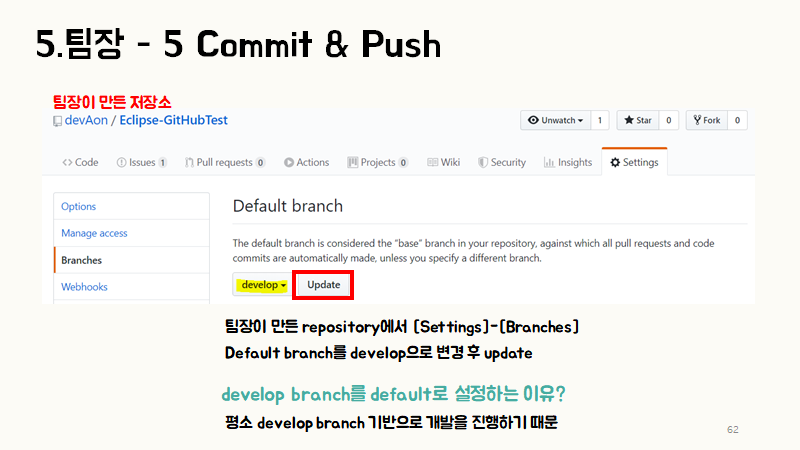 5.팀장 - 5 Commit & Push
팀장이 만든 저장소
devAon / Eclipse-GitHubTest
Unwatch 1 Star 0 Fork 0
Code Issues 1 Pull requests 0 Actions Projects 0 Wiki Security Insights Settings
Options
Manage access
Branches
Webhooks
Default branch
The default branch is considered the “base” branch in your repository, against which all pull requests and code
commits are automatically made, unless you specify a different branch.
develop Update
팀장이 만든 repository에서 [Settings]-[Branches]
Default branch를 develop으로 변경 후 update
develop branch를 default로 설정하는 이유?
평소 develop branch 기반으로 개발을 진행하기 때문
62